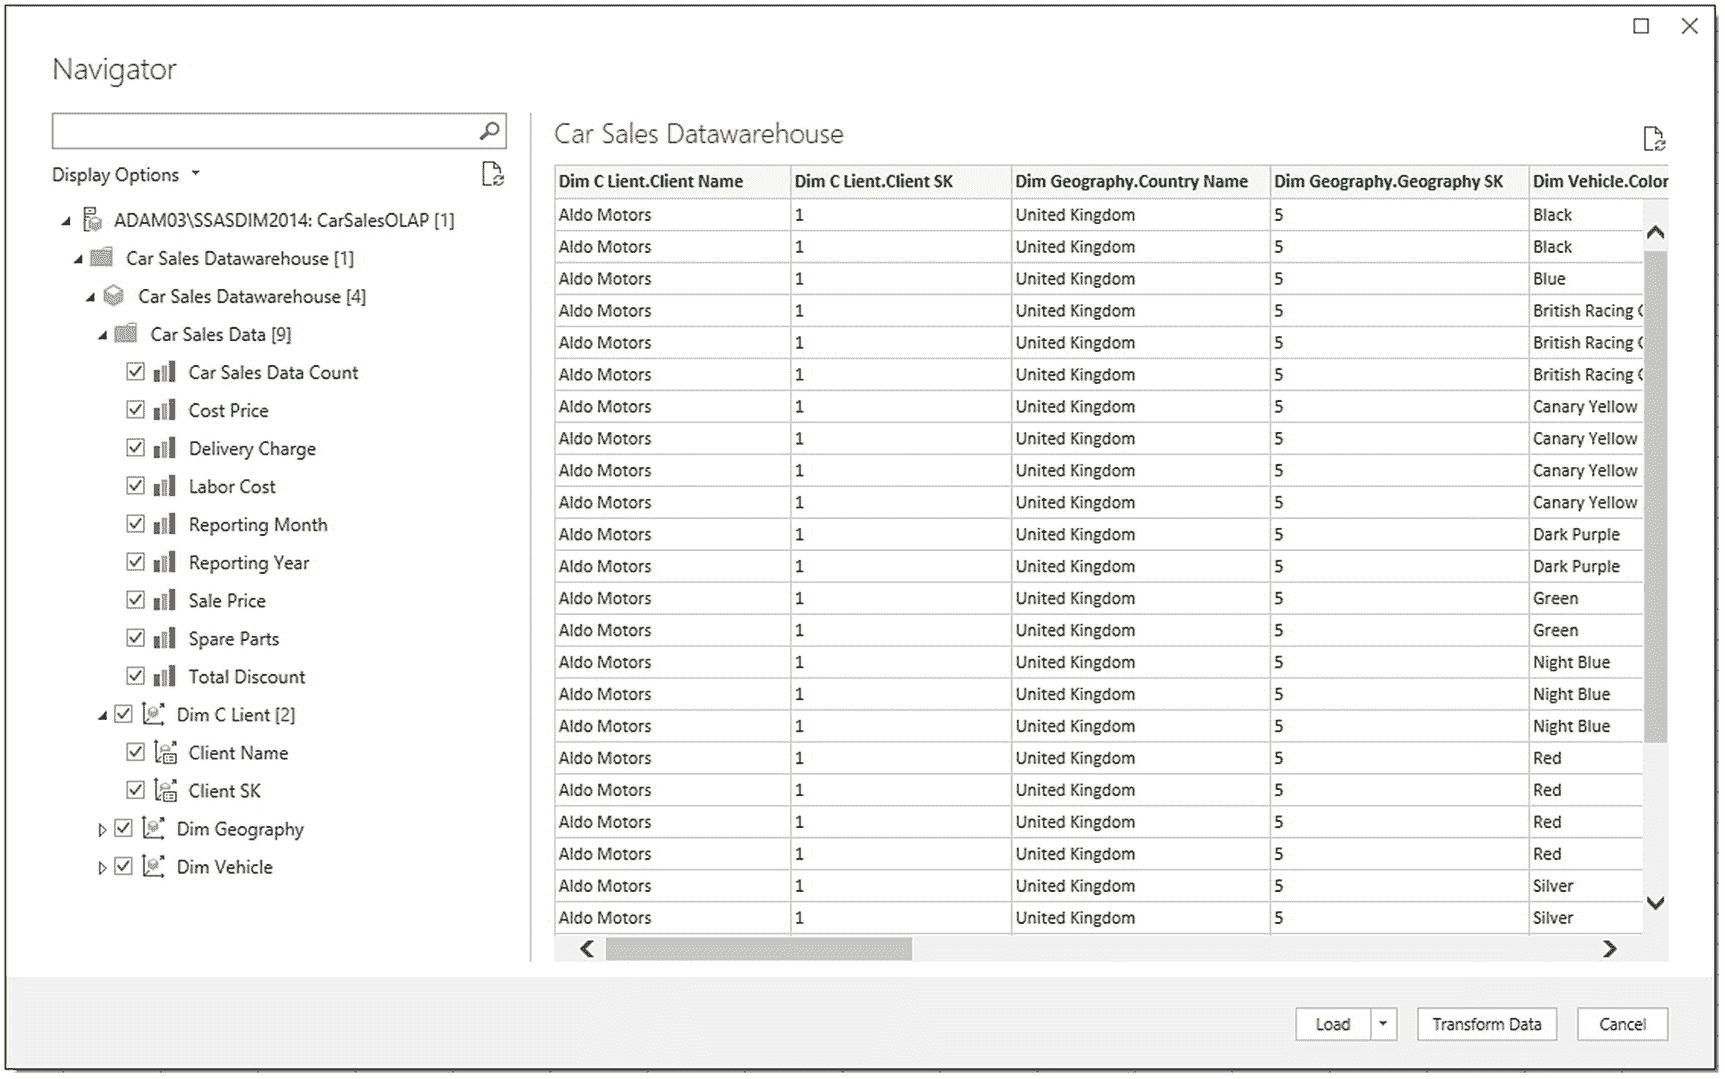 Navigator
Display Options
ADAM03\SSASDIM2014: CarSalesOLAP [1]
Car Sales Datawarehouse [1]
Car Sales Datawarehouse [4]
Car Sales Data [9]
Car Sales Data Count
Cost Price
Delivery Charge
Labor Cost
Reporting Month
Reporting Year
Sale Price
Spare Parts
Total Discount
Dim C Lient [2]
Client Name
Client SK
Dim Geography
Dim Vehicle
Car Sales Datawarehouse
Dim C Lient.Client Name Dim C Lient.Client SK Dim Geography.Country Name Dim Geography.Geography SK Dim Vehicle.Color
Aldo Motors 1 United Kingdom 5 Black
Aldo Motors 1 United Kingdom 5 Black
Aldo Motors 1 United Kingdom 5 Blue
Aldo Motors 1 United Kingdom 5 British Racing
Aldo Motors 1 United Kingdom 5 British Racing
Aldo Motors 1 United Kingdom 5 British Racing
Aldo Motors 1 United Kingdom 5 Canary Yellow
Aldo Motors 1 United Kingdom 5 Canary Yellow
Aldo Motors 1 United Kingdom 5 Canary Yellow
Aldo Motors 1 United Kingdom 5 Canary Yellow
Aldo Motors 1 United Kingdom 5 Dark Purple
Aldo Motors 1 United Kingdom 5 Dark Purple
Aldo Motors 1 United Kingdom 5 Green
Aldo Motors 1 United Kingdom 5 Green
Aldo Motors 1 United Kingdom 5 Night Blue
Aldo Motors 1 United Kingdom 5 Night Blue
Aldo Motors 1 United Kingdom 5 Night Blue
Aldo Motors 1 United Kingdom 5 Red
Aldo Motors 1 United Kingdom 5 Red
Aldo Motors 1 United Kingdom 5 Red
Aldo Motors 1 United Kingdom 5 Red
Aldo Motors 1 United Kingdom 5 Silver
Aldo Motors 1 United Kingdom 5 Silver
Load Transform Data Cancel